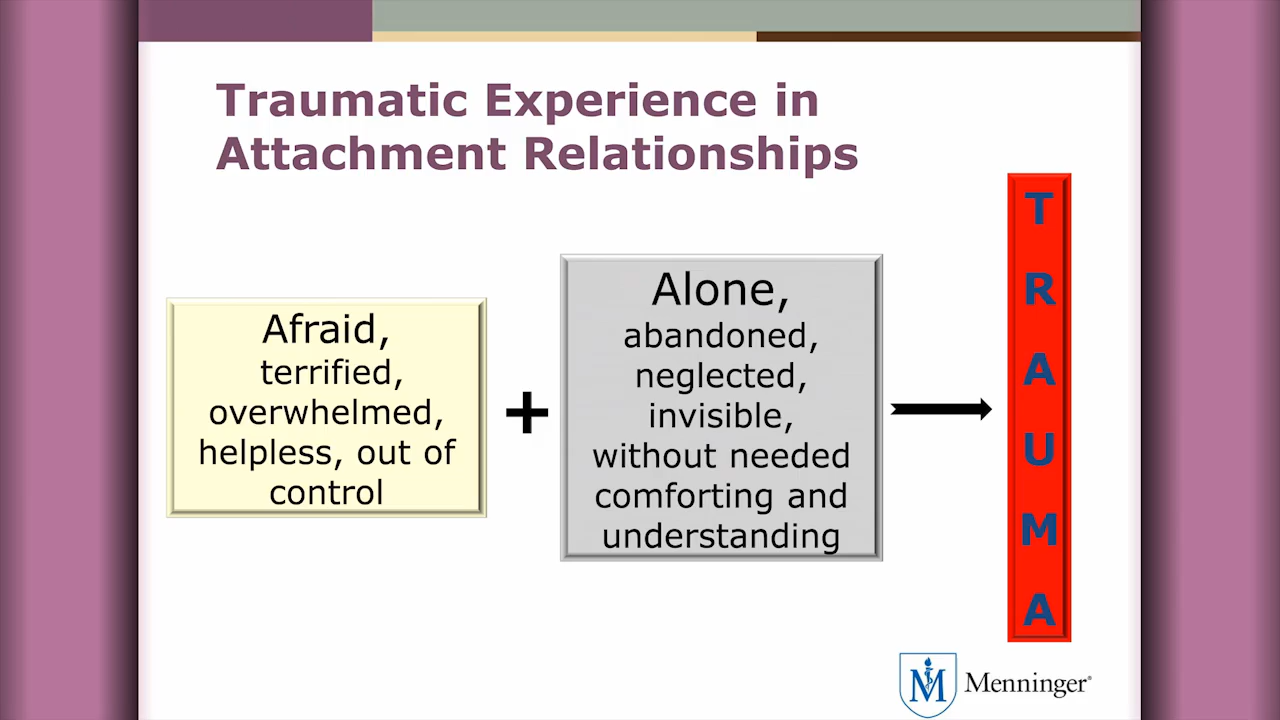 Traumatic Experience in
Attachment Relationships
Afraid,
terrified,
overwhelmed,
helpless, out of
control
+
Alone,
abandoned,
neglected,
invisible,
without needed
comforting and
understanding
T
R
A
U
M
A
M
Menninger®